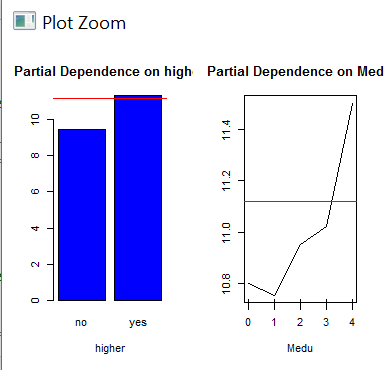 Plot Zoom
Partial Dependence on highe
Partial Dependence on Med
10
8
6
4
2
0
no yes
higher
11.4
11.2
11.0
10.8
0 1 2 3 4
Medu